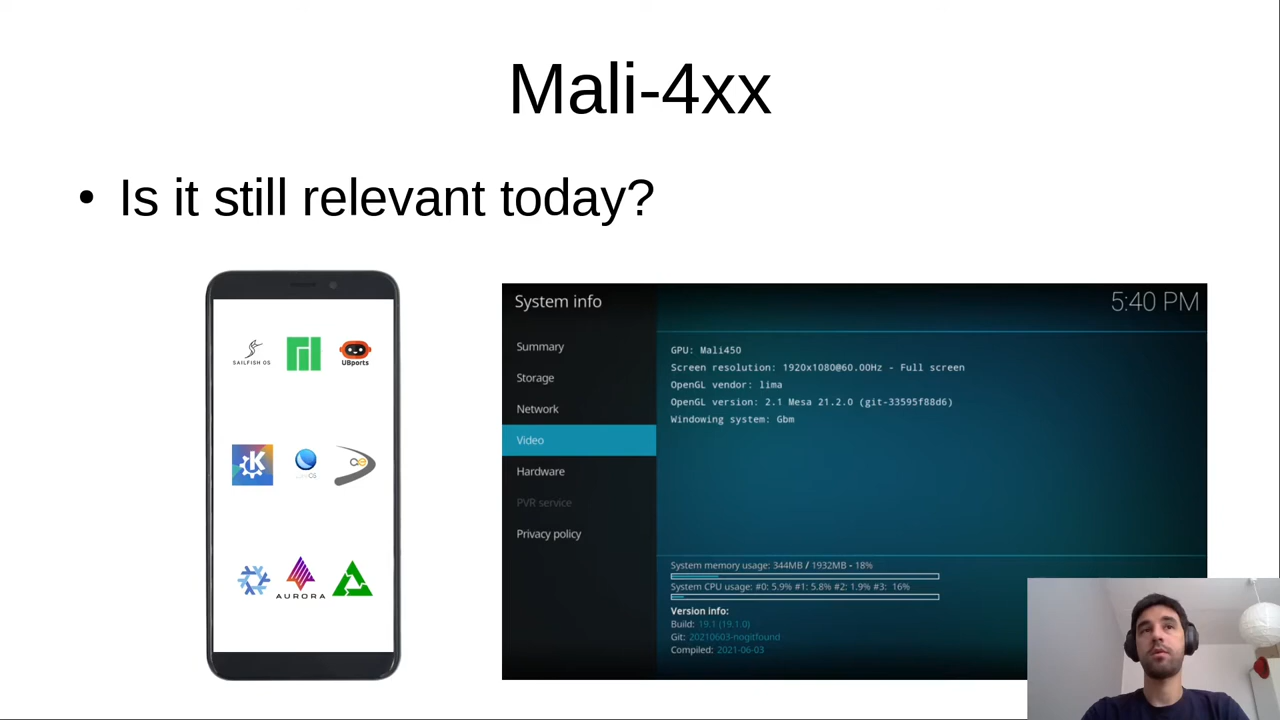 Mali-4xx
• Is it still relevant today?
SAILFISH OS
UBports
AURORA
System info
5:40 PM
Summary
Storage
Network
Video
Hardware
PVR service
Privacy policy
GPU: Mali450
Screen resolution: 1920x1080@60.00Hz - Full screen
OpenGL vendor: lima
OpenGL version: 2.1 Mesa 21.2.0 (git-33595f88d6)
Windowing system: Gbm
System memory usage: 344MB / 1932MB - 18%
System CPU usage: #0: 5.9% #1: 5.8% #2: 1.9% #3: 16%
Version info:
Build: 19.1 (19.1.0)
Git: 20210603-nogitfound
Compiled: 2021-06-03